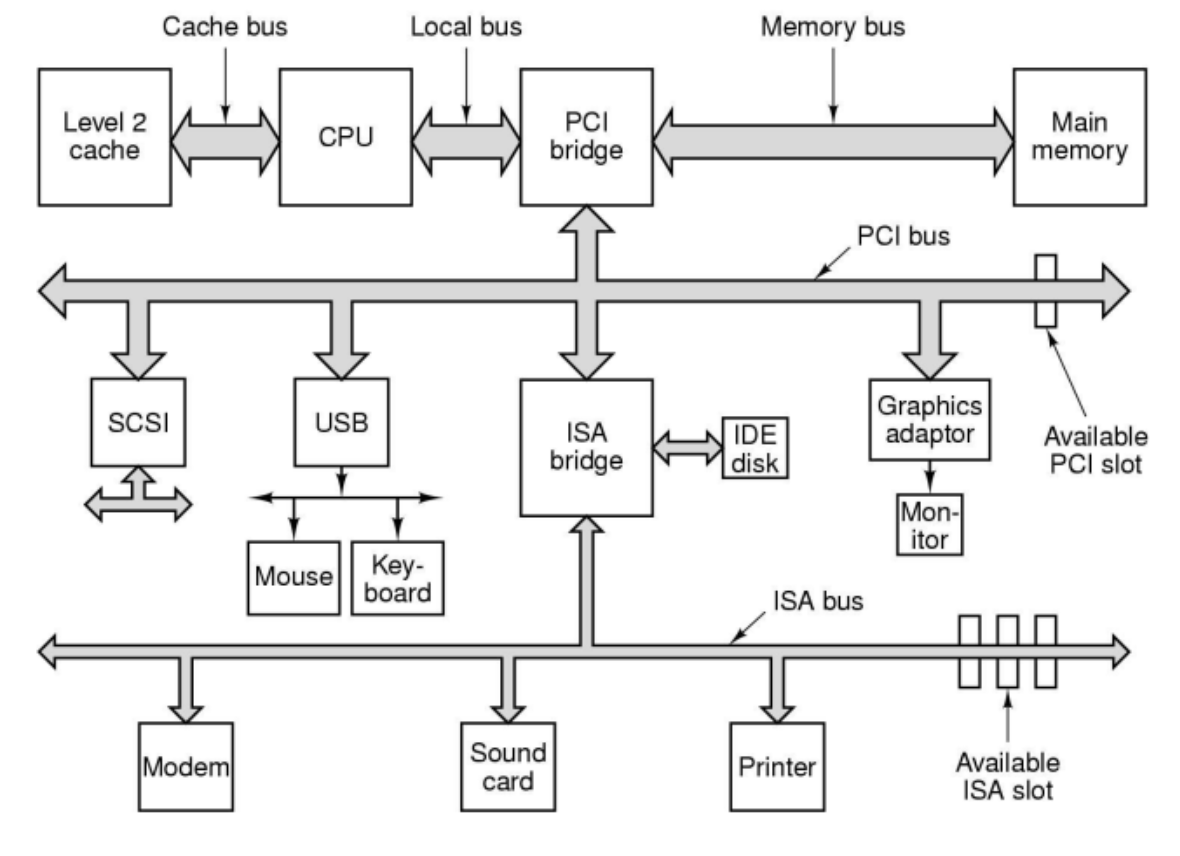 Cache bus
Local bus
Memory bus
Level 2
cache
CPU
PCI
bridge
Main
memory
PCI bus
SCSI
USB
ISA
bridge
IDE
disk
Graphics
adaptor
Available
PCI slot
Mon-
itor
Mouse
Key-
board
ISA bus
Modem
Sound
card
Printer
Available
ISA slot